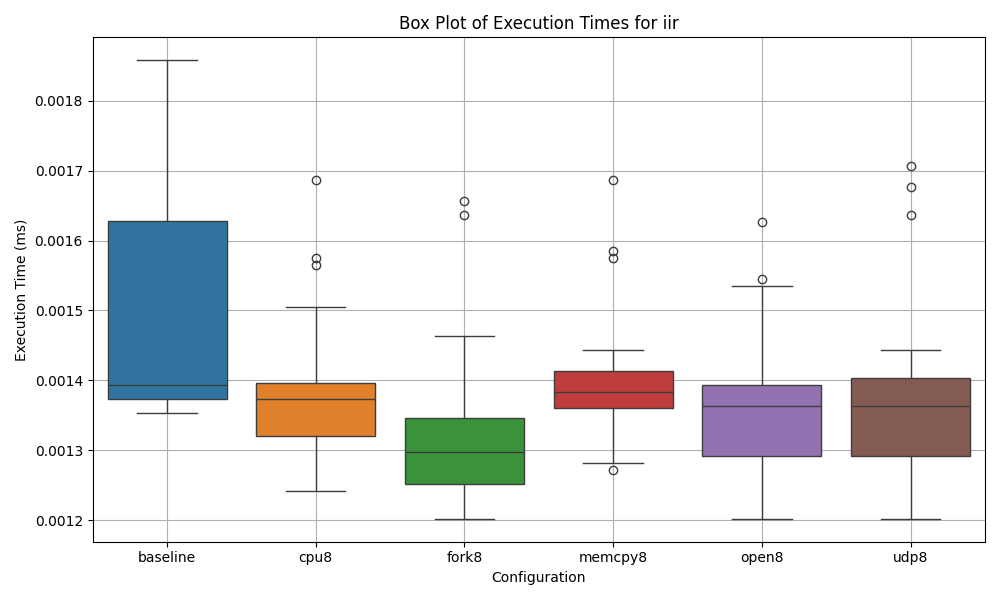 Box Plot of Execution Times for iir
Execution Time (ms)
0.0018
0.0017
0.0016
0.0015
0.0014
0.0013
0.0012
baseline cpu8 fork8 memcpy8 open8 udp8
Configuration